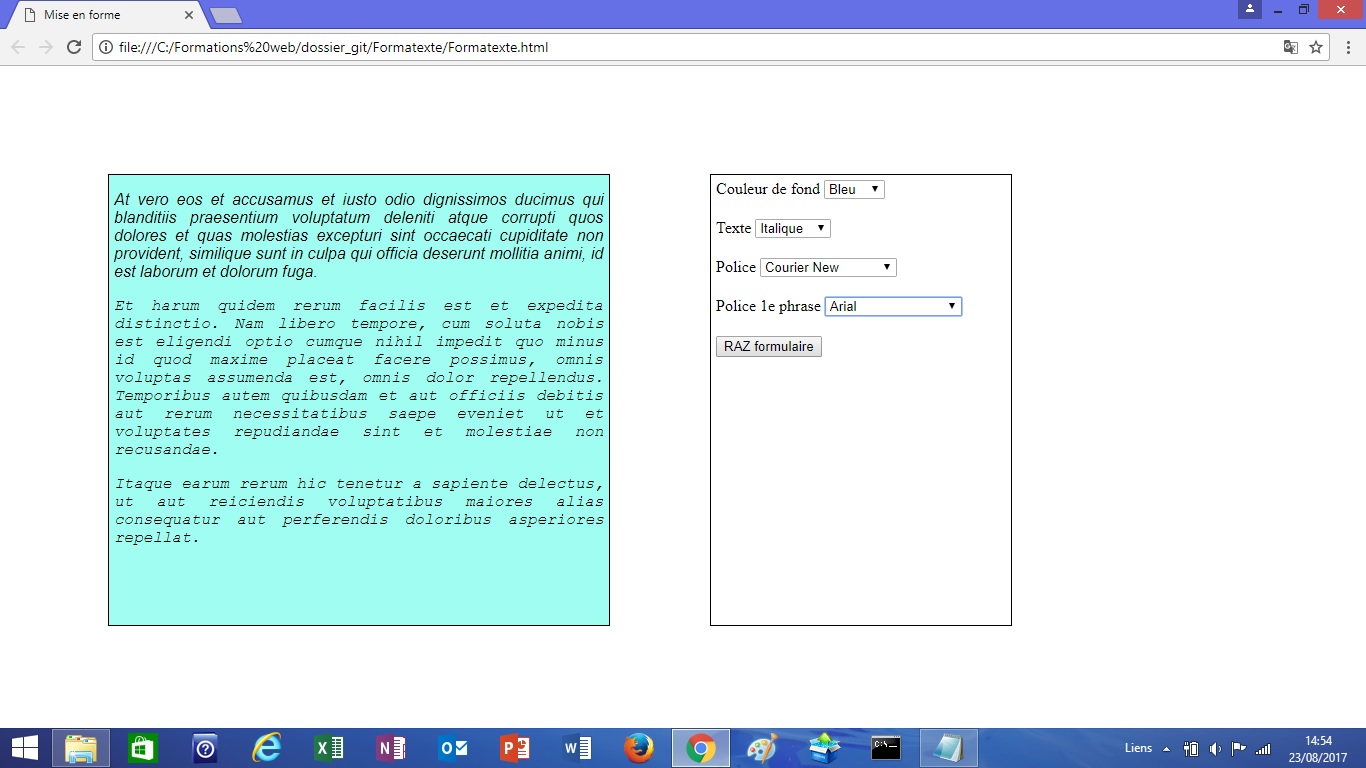 Mise en forme
file:///C:/Formations%20web/dossier_git/Formatexte/Formatexte.html
At vero eos et accusamus et iusto odio dignissimos ducimus qui
blanditiis praesentium voluptatum deleniti atque corrupti quos
dolores et quas molestias excepturi sint occaecati cupiditate non
provident, similique sunt in culpa qui officia deserunt mollitia animi, id
est laborum et dolorum fuga.
Et harum quidem rerum facilis est et expedita
distinctio. Nam libero tempore, cum soluta nobis
est eligendi optio cumque nihil impedit quo minus
id quod maxime placeat facere possimus, omnis
voluptas assumenda est, omnis dolor repellendus.
Temporibus autem quibusdam et aut officiis debitis
aut rerum necessitatibus saepe eveniet ut et
voluptates repudiandae sint et molestiae non
recusandae.
Itaque earum rerum hic tenetur a sapiente delectus,
ut aut reiciendis voluptatibus maiores alias
consequatur aut perferendis doloribus asperiores
repellat.
Couleur de fond Bleu
Texte Italique
Police Courier New
Police 1e phrase Arial
RAZ formulaire
Liens
14:54
23/08/2017